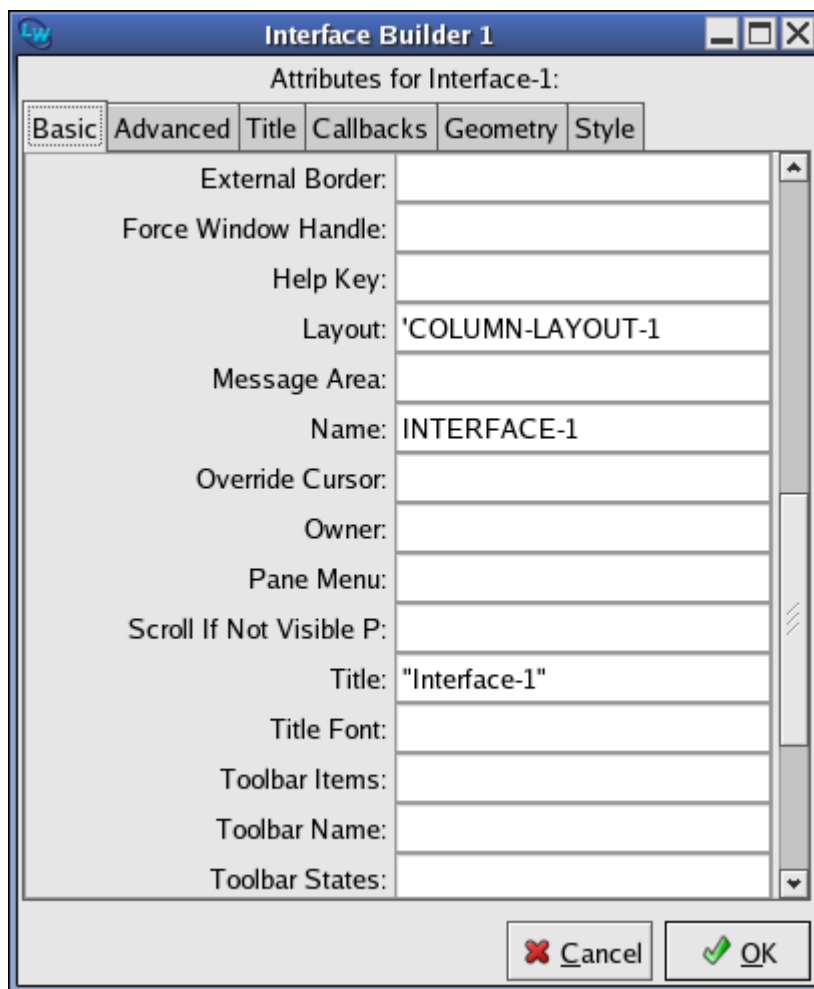 LW Interface Builder 1
Attributes for Interface-1:
Basic Advanced Title Callbacks Geometry Style
External Border:
Force Window Handle:
Help Key:
Layout: 'COLUMN-LAYOUT-1
Message Area:
Name: INTERFACE-1
Override Cursor:
Owner:
Pane Menu:
Scroll If Not Visible P:
Title: "Interface-1"
Title Font:
Toolbar Items:
Toolbar Name:
Toolbar States:
Cancel OK